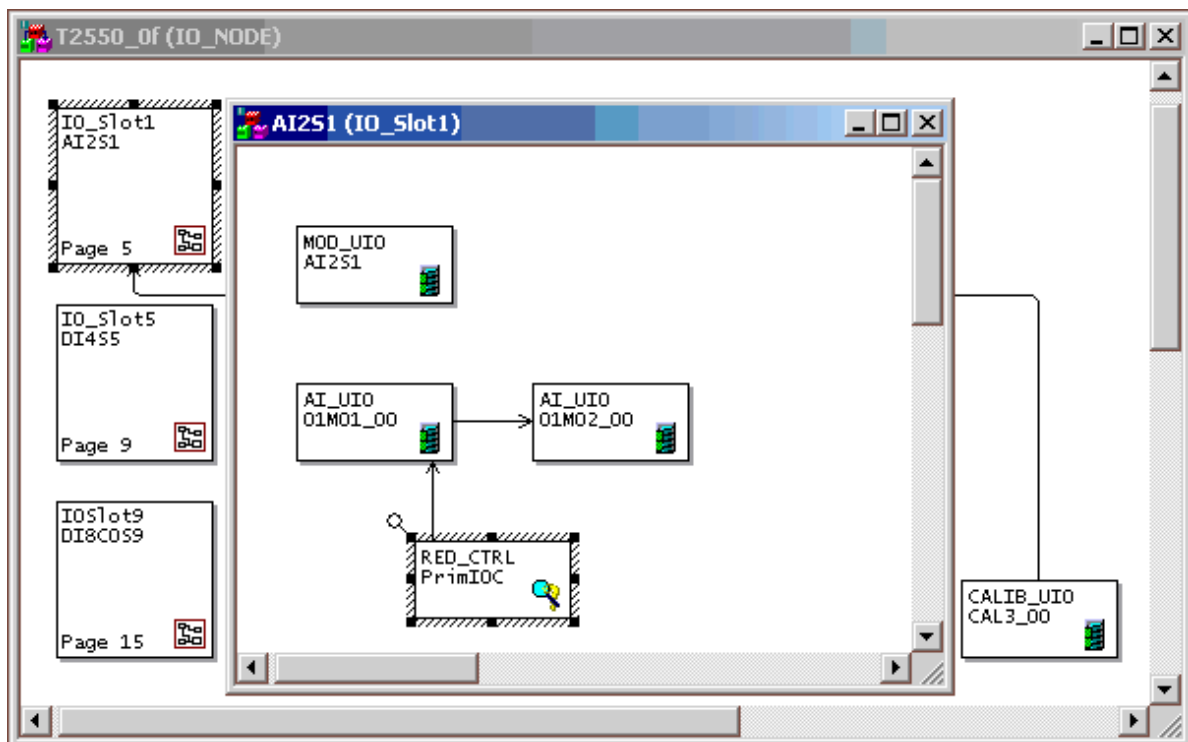 T2550_0f (IO_NODE)
IO_Slot1
AI2S1
Page 5
IO_Slot5
DI4S5
Page 9
IOSlot9
DI8COS9
Page 15
AI2S1 (IO_Slot1)
MOD_UIO
AI2S1
AI_UIO
01M01_00
AI_UIO
01M02_00
RED_CTRL
PrimIOC
CALIB_UIO
CAL3_00